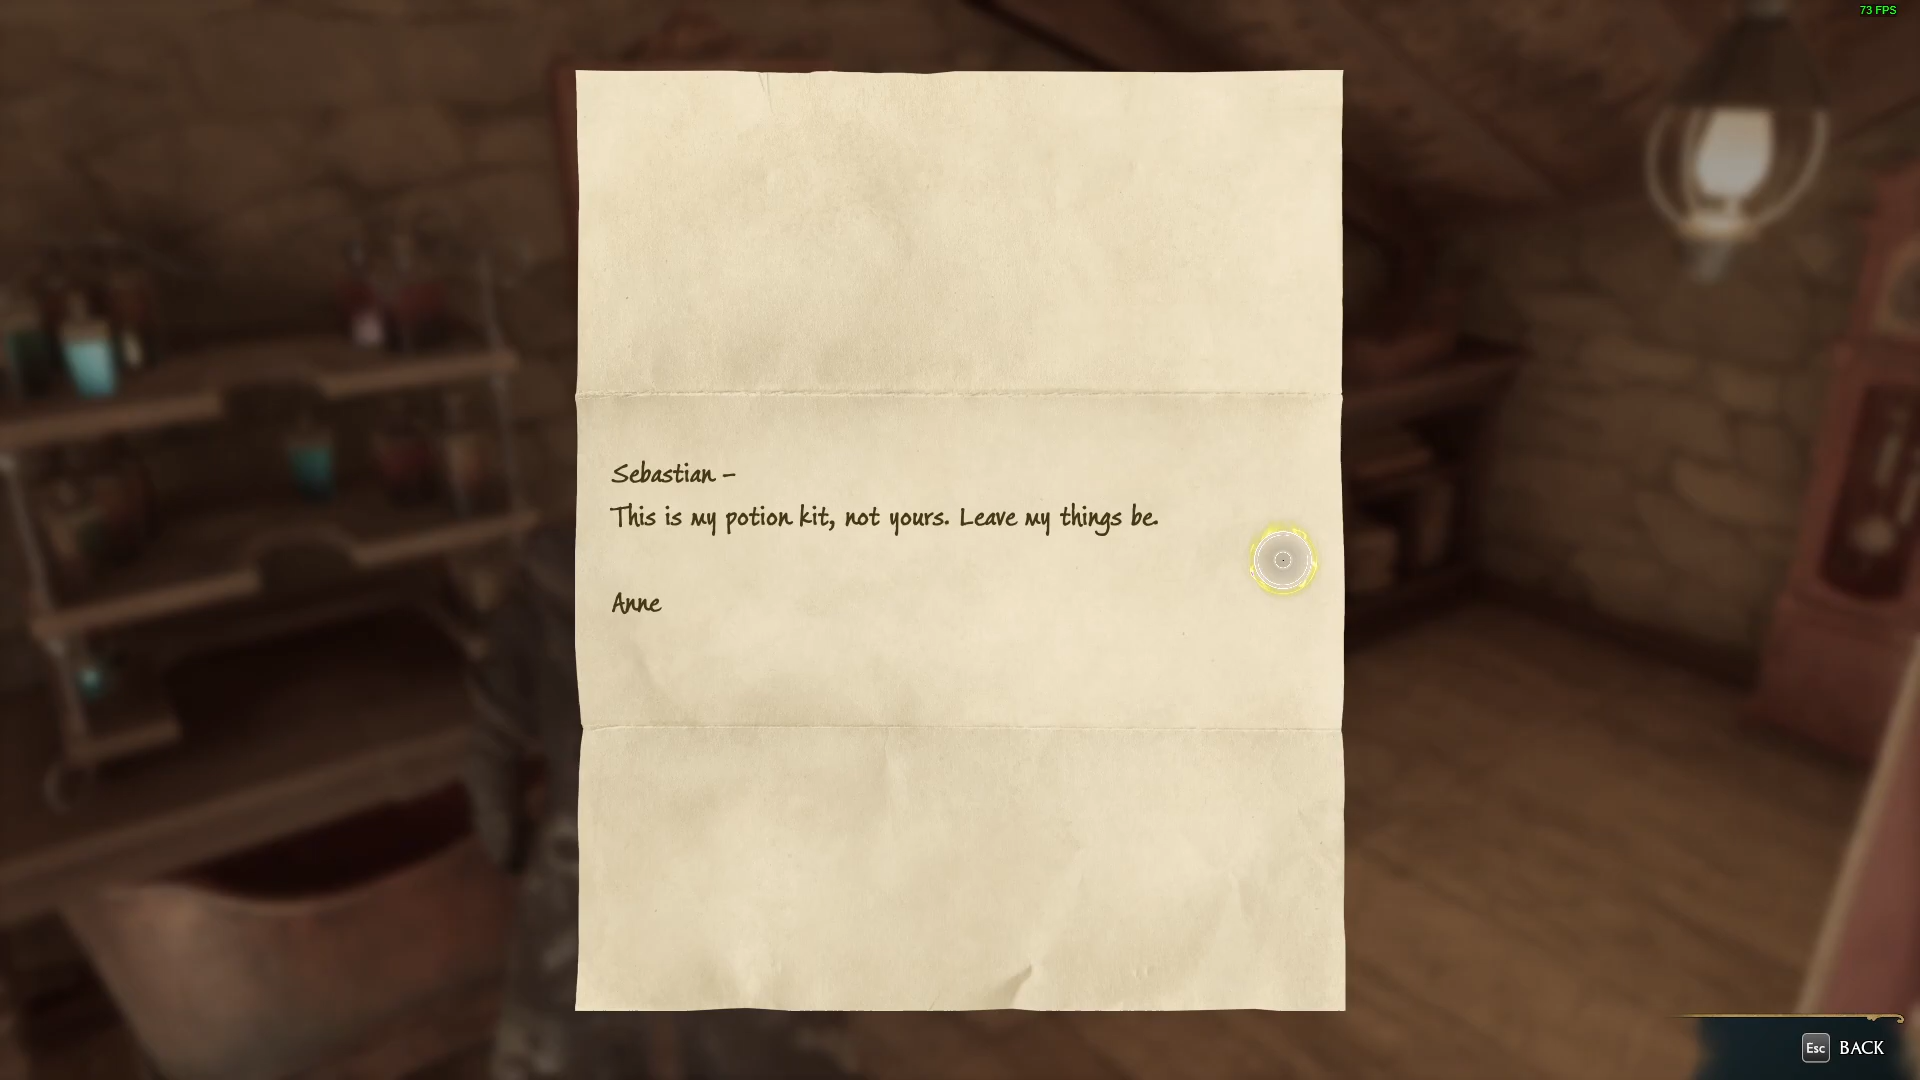 73 FPS
Sebastian –
This is my potion kit, not yours. Leave my things be.
Anne
Esc BACK